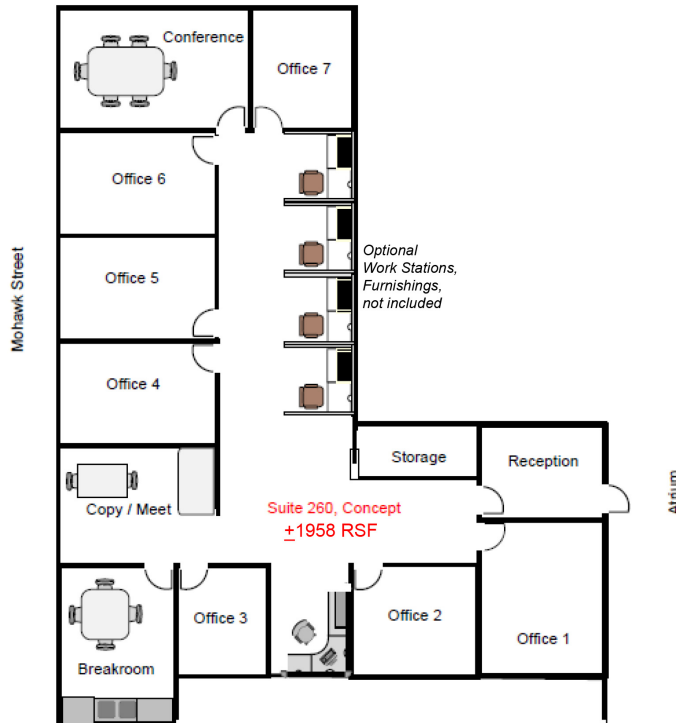 Conference
Office 7
Office 6
Optional
Work Stations,
Furnishings,
not included
Office 5
Mohawk Street
Office 4
Storage
Reception
Copy / Meet
Suite 260, Concept
+1958 RSF
Atrium
Office 3
Office 2
Office 1
Breakroom